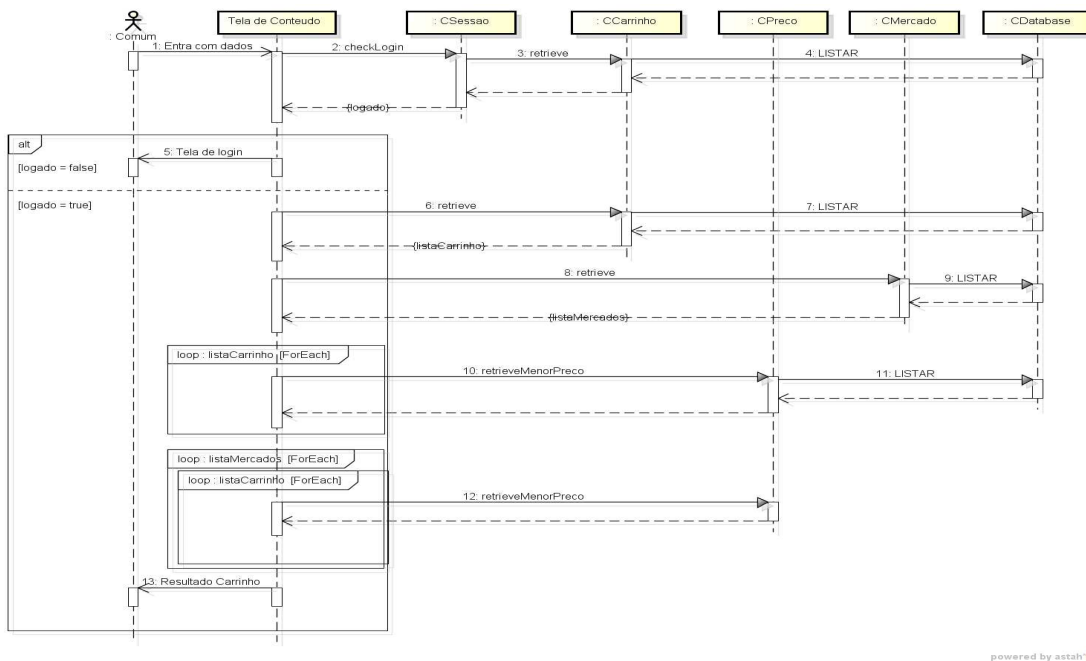 Tela de Conteudo
: CSessao
: CCarrinho
: CPreco
: CMercado
: CDatabase
: Comum
1: Entra com dados
2: checkLogin
3: retrieve
4: LISTAR
{logado}
alt
5: Tela de login
[logado = false]
[logado = true]
6: retrieve
7: LISTAR
{listaCarrinho}
8: retrieve
9: LISTAR
{listaMercados}
loop : listaCarrinho [ForEach]
10: retrieveMenorPreco
11: LISTAR
loop : listaMercados [ForEach]
loop : listaCarrinho [ForEach]
12: retrieveMenorPreco
13: Resultado Carrinho
powered by astah*